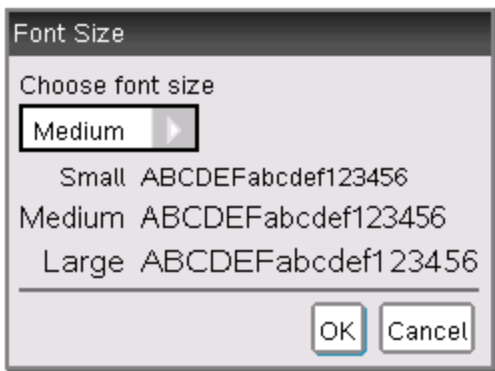 Font Size
Choose font size
Medium
Small ABCDEFabcdef123456
Medium ABCDEFabcdef123456
Large ABCDEFabcdef123456
OK Cancel